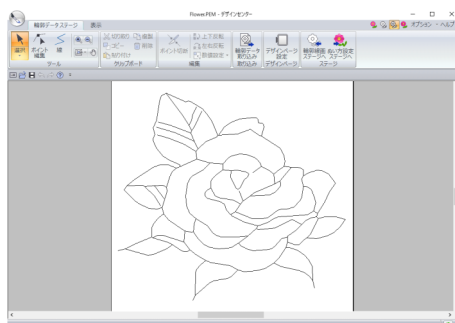 Flower.PEM - デザインセンター
輪郭データステージ 表示
オプション ヘルプ
選択
ポイント編集
線
ツール
切り取り 複製
コピー 削除
貼り付け
クリップボード
ポイント切断
上下反転
左右反転
数値設定
編集
輪郭データ取り込み
取り込み
デザインページ設定
デザインページ
輪郭線画ステージへ
ぬい方設定ステージへ
ステージ